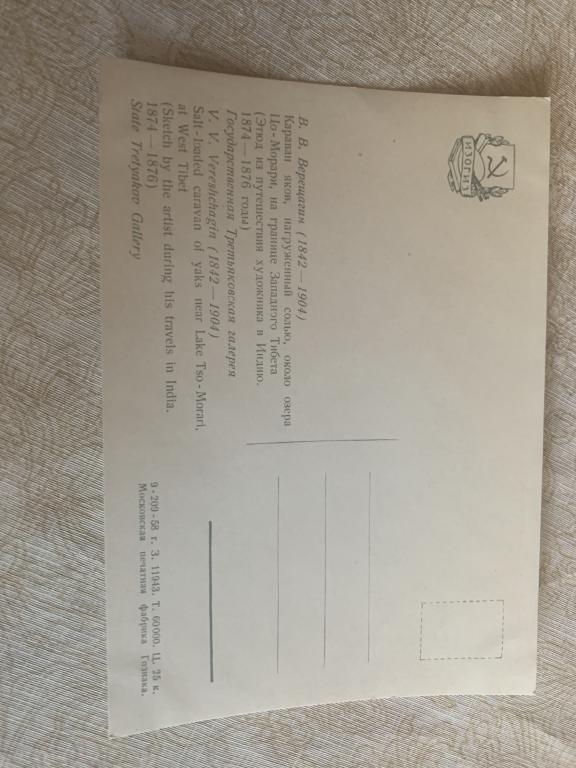 ИЗОГИЗ
В. В. Верещагин (1842—1904)
Караван яков, нагруженный солью, около озера
Цо-Морари, на границе Западного Тибета
(Этюд из путешествия художника в Индию.
1874—1876 годы)
Государственная Третьяковская галерея
V. V. Vereshchagin (1842—1904)
Salt-loaded caravan of yaks near Lake Tso-Morari,
at West Tibet
(Sketch by the artist during his travels in India.
1874—1876)
State Tretyakov Gallery
9-209-58 г. З. 11943. Т. 60000. Ц. 25 к.
Московская печатная фабрика Гознака.